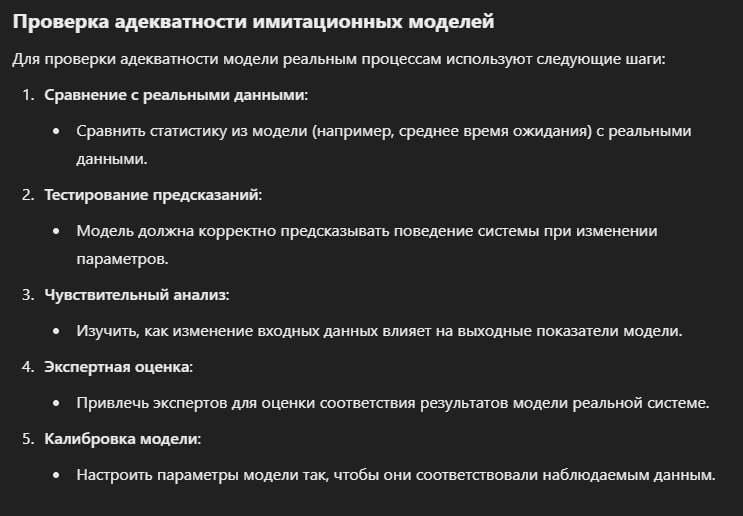 Проверка адекватности имитационных моделей
Для проверки адекватности модели реальным процессам используют следующие шаги:
1. Сравнение с реальными данными:
• Сравнить статистику из модели (например, среднее время ожидания) с реальными
данными.
2. Тестирование предсказаний:
• Модель должна корректно предсказывать поведение системы при изменении
параметров.
3. Чувствительный анализ:
• Изучить, как изменение входных данных влияет на выходные показатели модели.
4. Экспертная оценка:
• Привлечь экспертов для оценки соответствия результатов модели реальной системе.
5. Калибровка модели:
• Настроить параметры модели так, чтобы они соответствовали наблюдаемым данным.